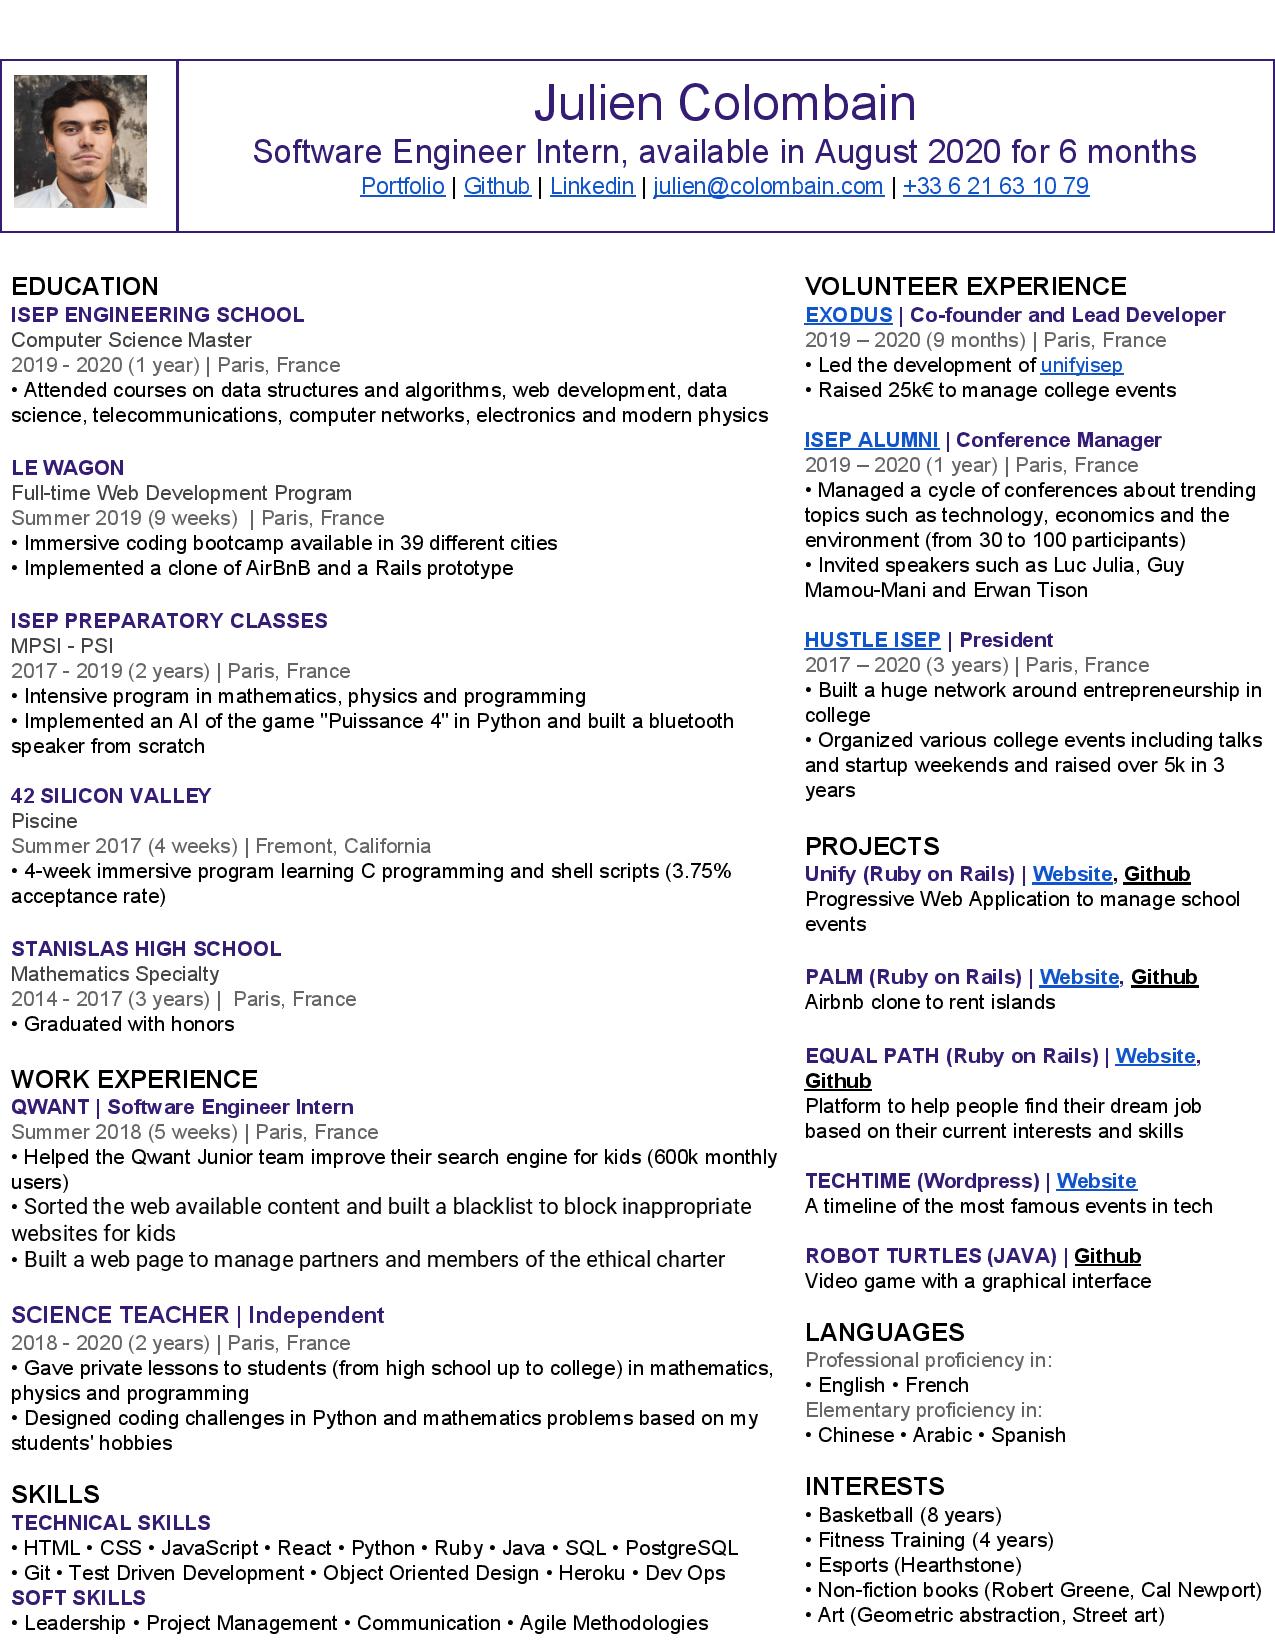 Julien Colombain
Software Engineer Intern, available in August 2020 for 6 months
Portfolio | Github | Linkedin | julien@colombain.com | +33 6 21 63 10 79
EDUCATION
ISEP ENGINEERING SCHOOL
Computer Science Master
2019 - 2020 (1 year) | Paris, France
• Attended courses on data structures and algorithms, web development, data
science, telecommunications, computer networks, electronics and modern physics
LE WAGON
Full-time Web Development Program
Summer 2019 (9 weeks)  | Paris, France
• Immersive coding bootcamp available in 39 different cities
• Implemented a clone of AirBnB and a Rails prototype
ISEP PREPARATORY CLASSES
MPSI - PSI
2017 - 2019 (2 years) | Paris, France
• Intensive program in mathematics, physics and programming
• Implemented an AI of the game "Puissance 4" in Python and built a bluetooth
speaker from scratch
42 SILICON VALLEY
Piscine
Summer 2017 (4 weeks) | Fremont, California
• 4-week immersive program learning C programming and shell scripts (3.75%
acceptance rate)
STANISLAS HIGH SCHOOL
Mathematics Specialty
2014 - 2017 (3 years) |  Paris, France
• Graduated with honors
WORK EXPERIENCE
QWANT | Software Engineer Intern
Summer 2018 (5 weeks) | Paris, France
• Helped the Qwant Junior team improve their search engine for kids (600k monthly
users)
• Sorted the web available content and built a blacklist to block inappropriate
websites for kids
• Built a web page to manage partners and members of the ethical charter
SCIENCE TEACHER | Independent
2018 - 2020 (2 years) | Paris, France
• Gave private lessons to students (from high school up to college) in mathematics,
physics and programming
• Designed coding challenges in Python and mathematics problems based on my
students' hobbies
SKILLS
TECHNICAL SKILLS
• HTML • CSS • JavaScript • React • Python • Ruby • Java • SQL • PostgreSQL
• Git • Test Driven Development • Object Oriented Design • Heroku • Dev Ops
SOFT SKILLS
• Leadership • Project Management • Communication • Agile Methodologies
VOLUNTEER EXPERIENCE
EXODUS | Co-founder and Lead Developer
2019 – 2020 (9 months) | Paris, France
• Led the development of unifyisep
• Raised 25k€ to manage college events
ISEP ALUMNI | Conference Manager
2019 – 2020 (1 year) | Paris, France
• Managed a cycle of conferences about trending
topics such as technology, economics and the
environment (from 30 to 100 participants)
• Invited speakers such as Luc Julia, Guy
Mamou-Mani and Erwan Tison
HUSTLE ISEP | President
2017 – 2020 (3 years) | Paris, France
• Built a huge network around entrepreneurship in
college
• Organized various college events including talks
and startup weekends and raised over 5k in 3
years
PROJECTS
Unify (Ruby on Rails) | Website, Github
Progressive Web Application to manage school
events
PALM (Ruby on Rails) | Website, Github
Airbnb clone to rent islands
EQUAL PATH (Ruby on Rails) | Website,
Github
Platform to help people find their dream job
based on their current interests and skills
TECHTIME (Wordpress) | Website
A timeline of the most famous events in tech
ROBOT TURTLES (JAVA) | Github
Video game with a graphical interface
LANGUAGES
Professional proficiency in:
• English • French
Elementary proficiency in:
• Chinese • Arabic • Spanish
INTERESTS
• Basketball (8 years)
• Fitness Training (4 years)
• Esports (Hearthstone)
• Non-fiction books (Robert Greene, Cal Newport)
• Art (Geometric abstraction, Street art)